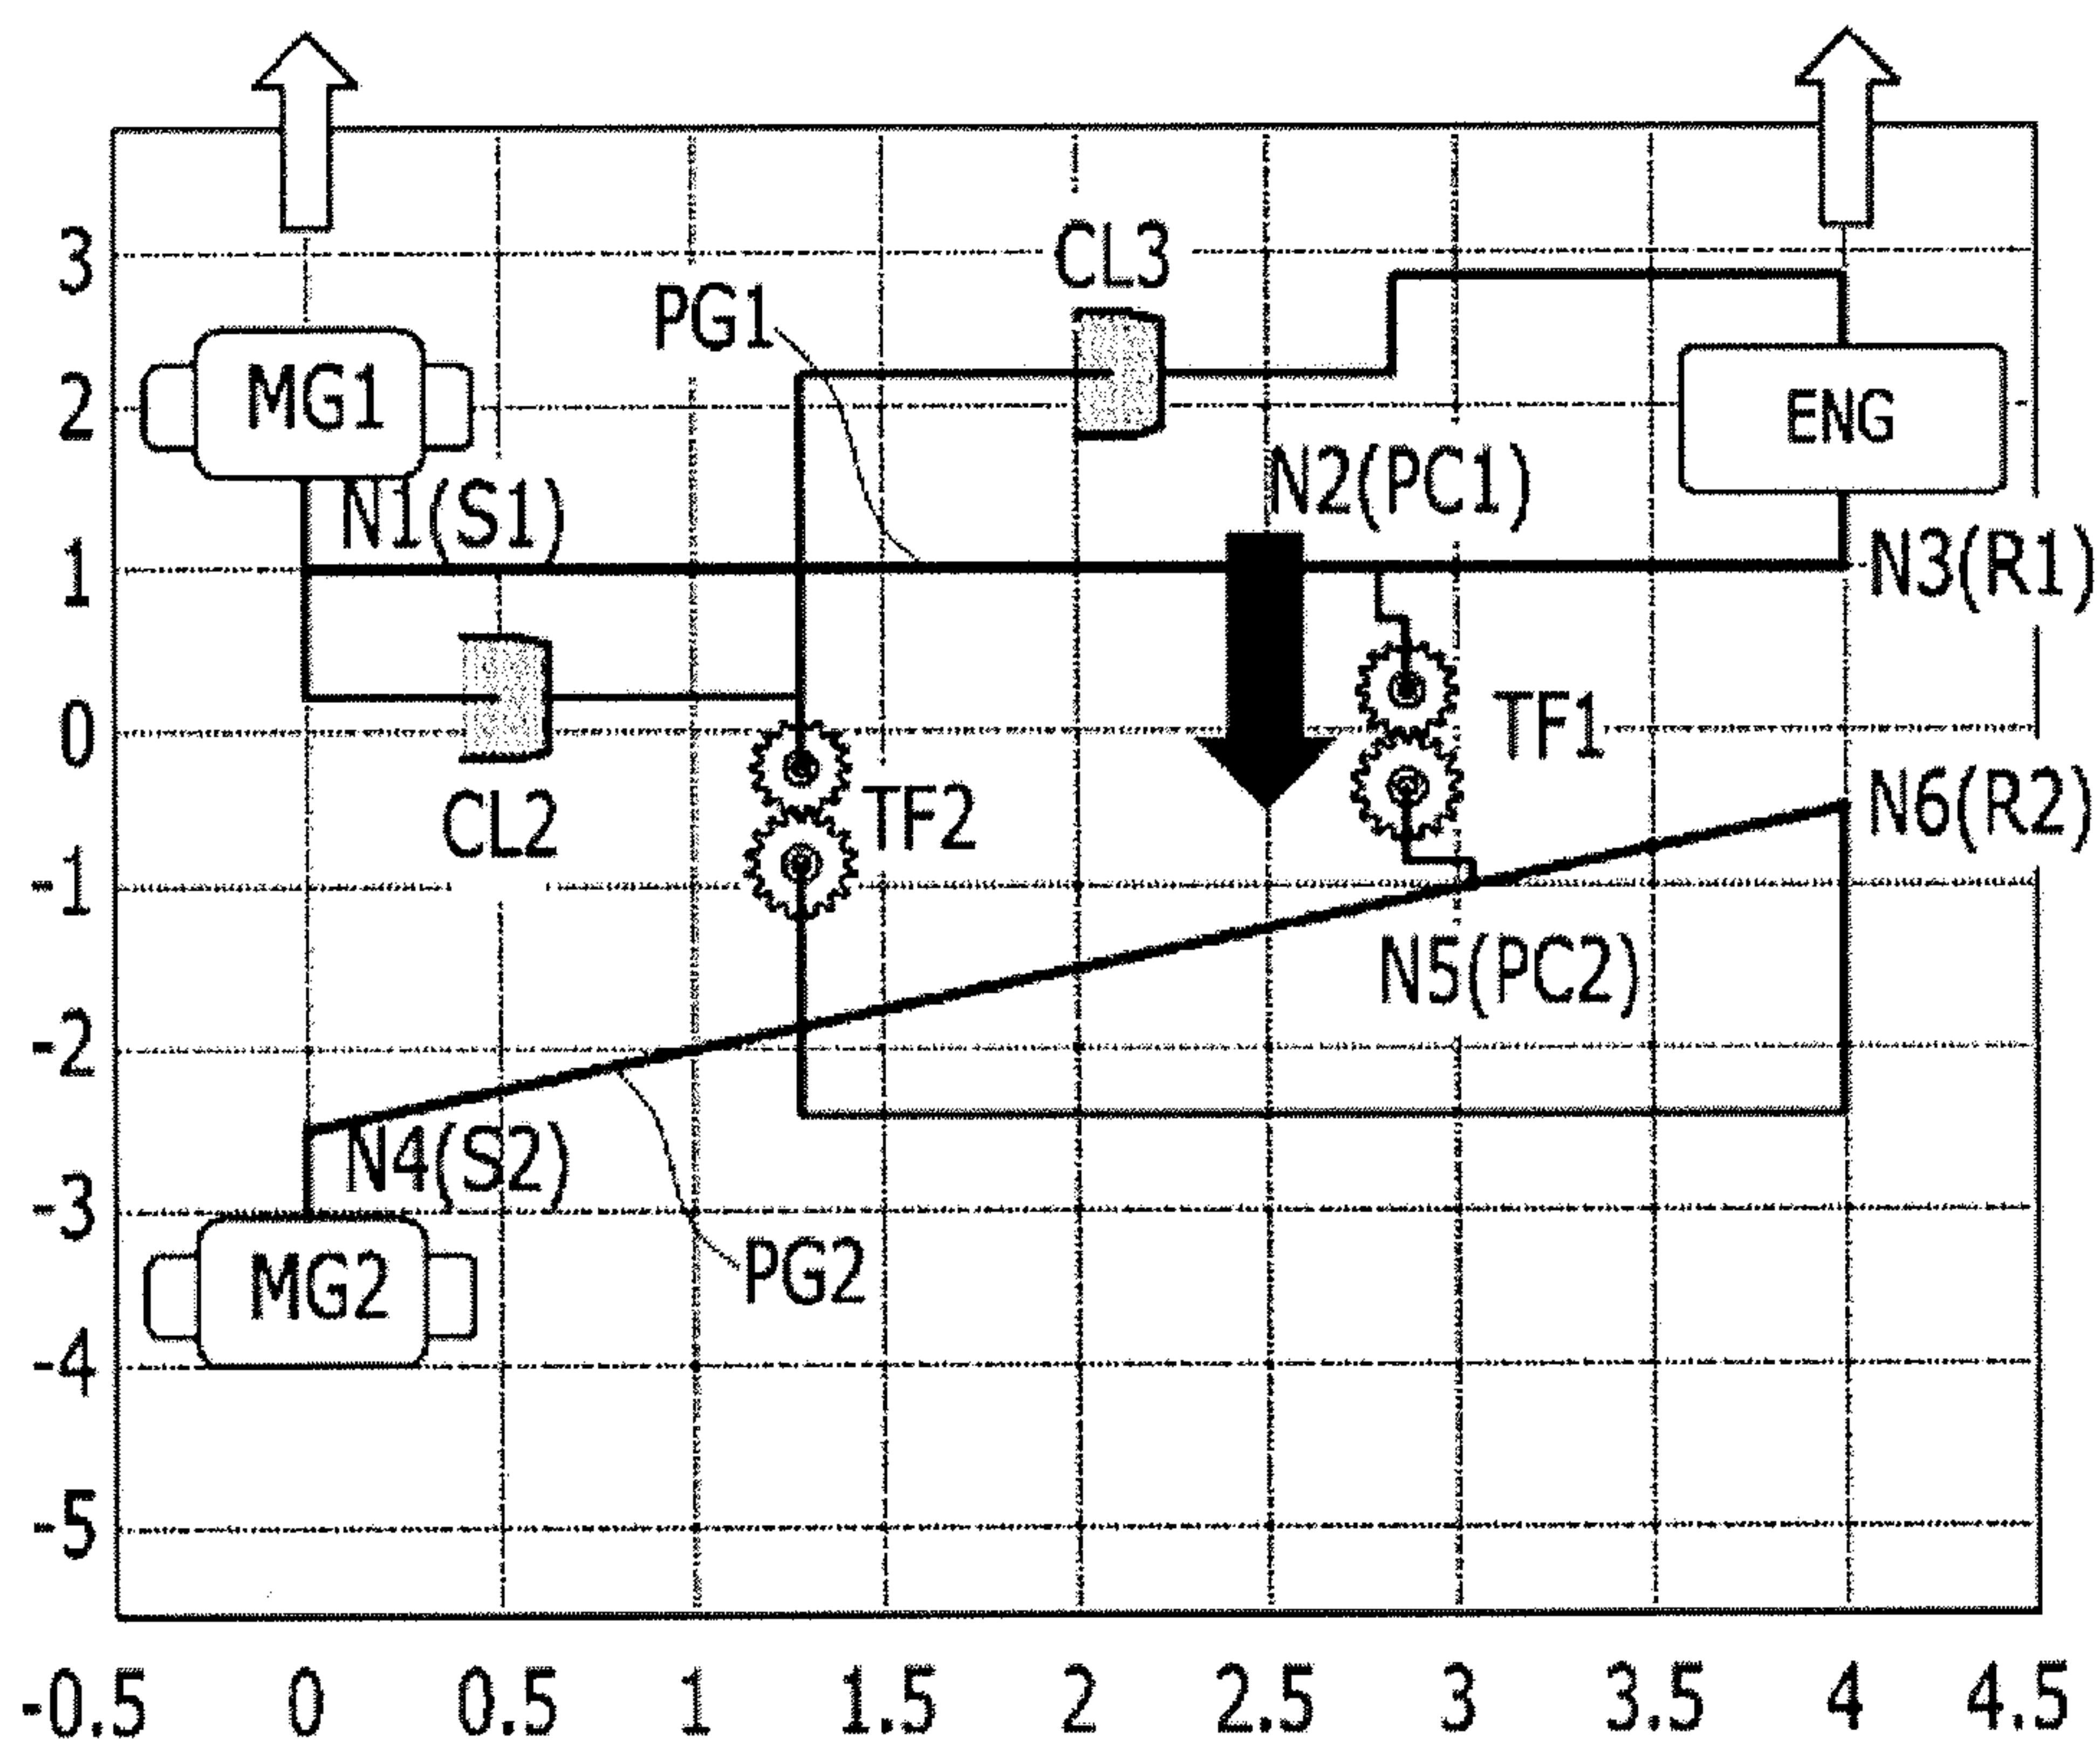 3
CL3
PG1
MG1
2
ENG
N2(PC1)
N1(S1)
1
N3(R1)
0
TF1
CL2
TF2
N6(R2)
-1
N5(PC2)
-2
N4(S2)
-3
PG2
MG2
-4
-5
-0.5 0 0.5 1 1.5 2 2.5 3 3.5 4 4.5